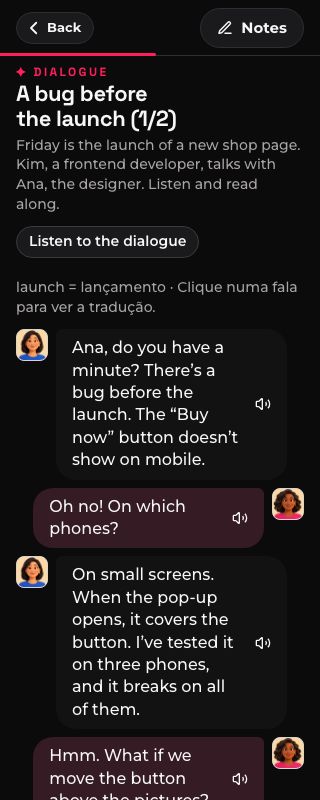 Back
Notes
DIALOGUE
A bug before
the launch (1/2)
Friday is the launch of a new shop page.
Kim, a frontend developer, talks with
Ana, the designer. Listen and read
along.
Listen to the dialogue
launch = lançamento · Clique numa fala
para ver a tradução.
Ana, do you have a
minute? There’s a
bug before the
launch. The “Buy
now” button doesn’t
show on mobile.
Oh no! On which
phones?
On small screens.
When the pop-up
opens, it covers the
button. I’ve tested it
on three phones,
and it breaks on all
of them.
Hmm. What if we
move the button
above the pictures?